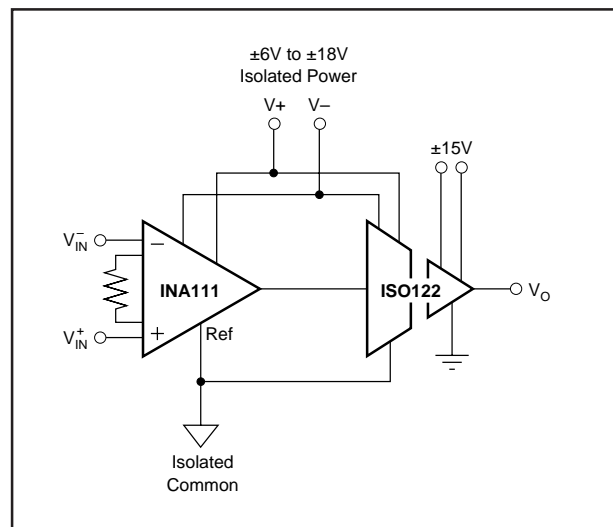 ±6V to ±18V
Isolated Power
V+ V–
±15V
V⁻IN
–
INA111
ISO122
VO
+
V⁺IN
Ref
Isolated
Common